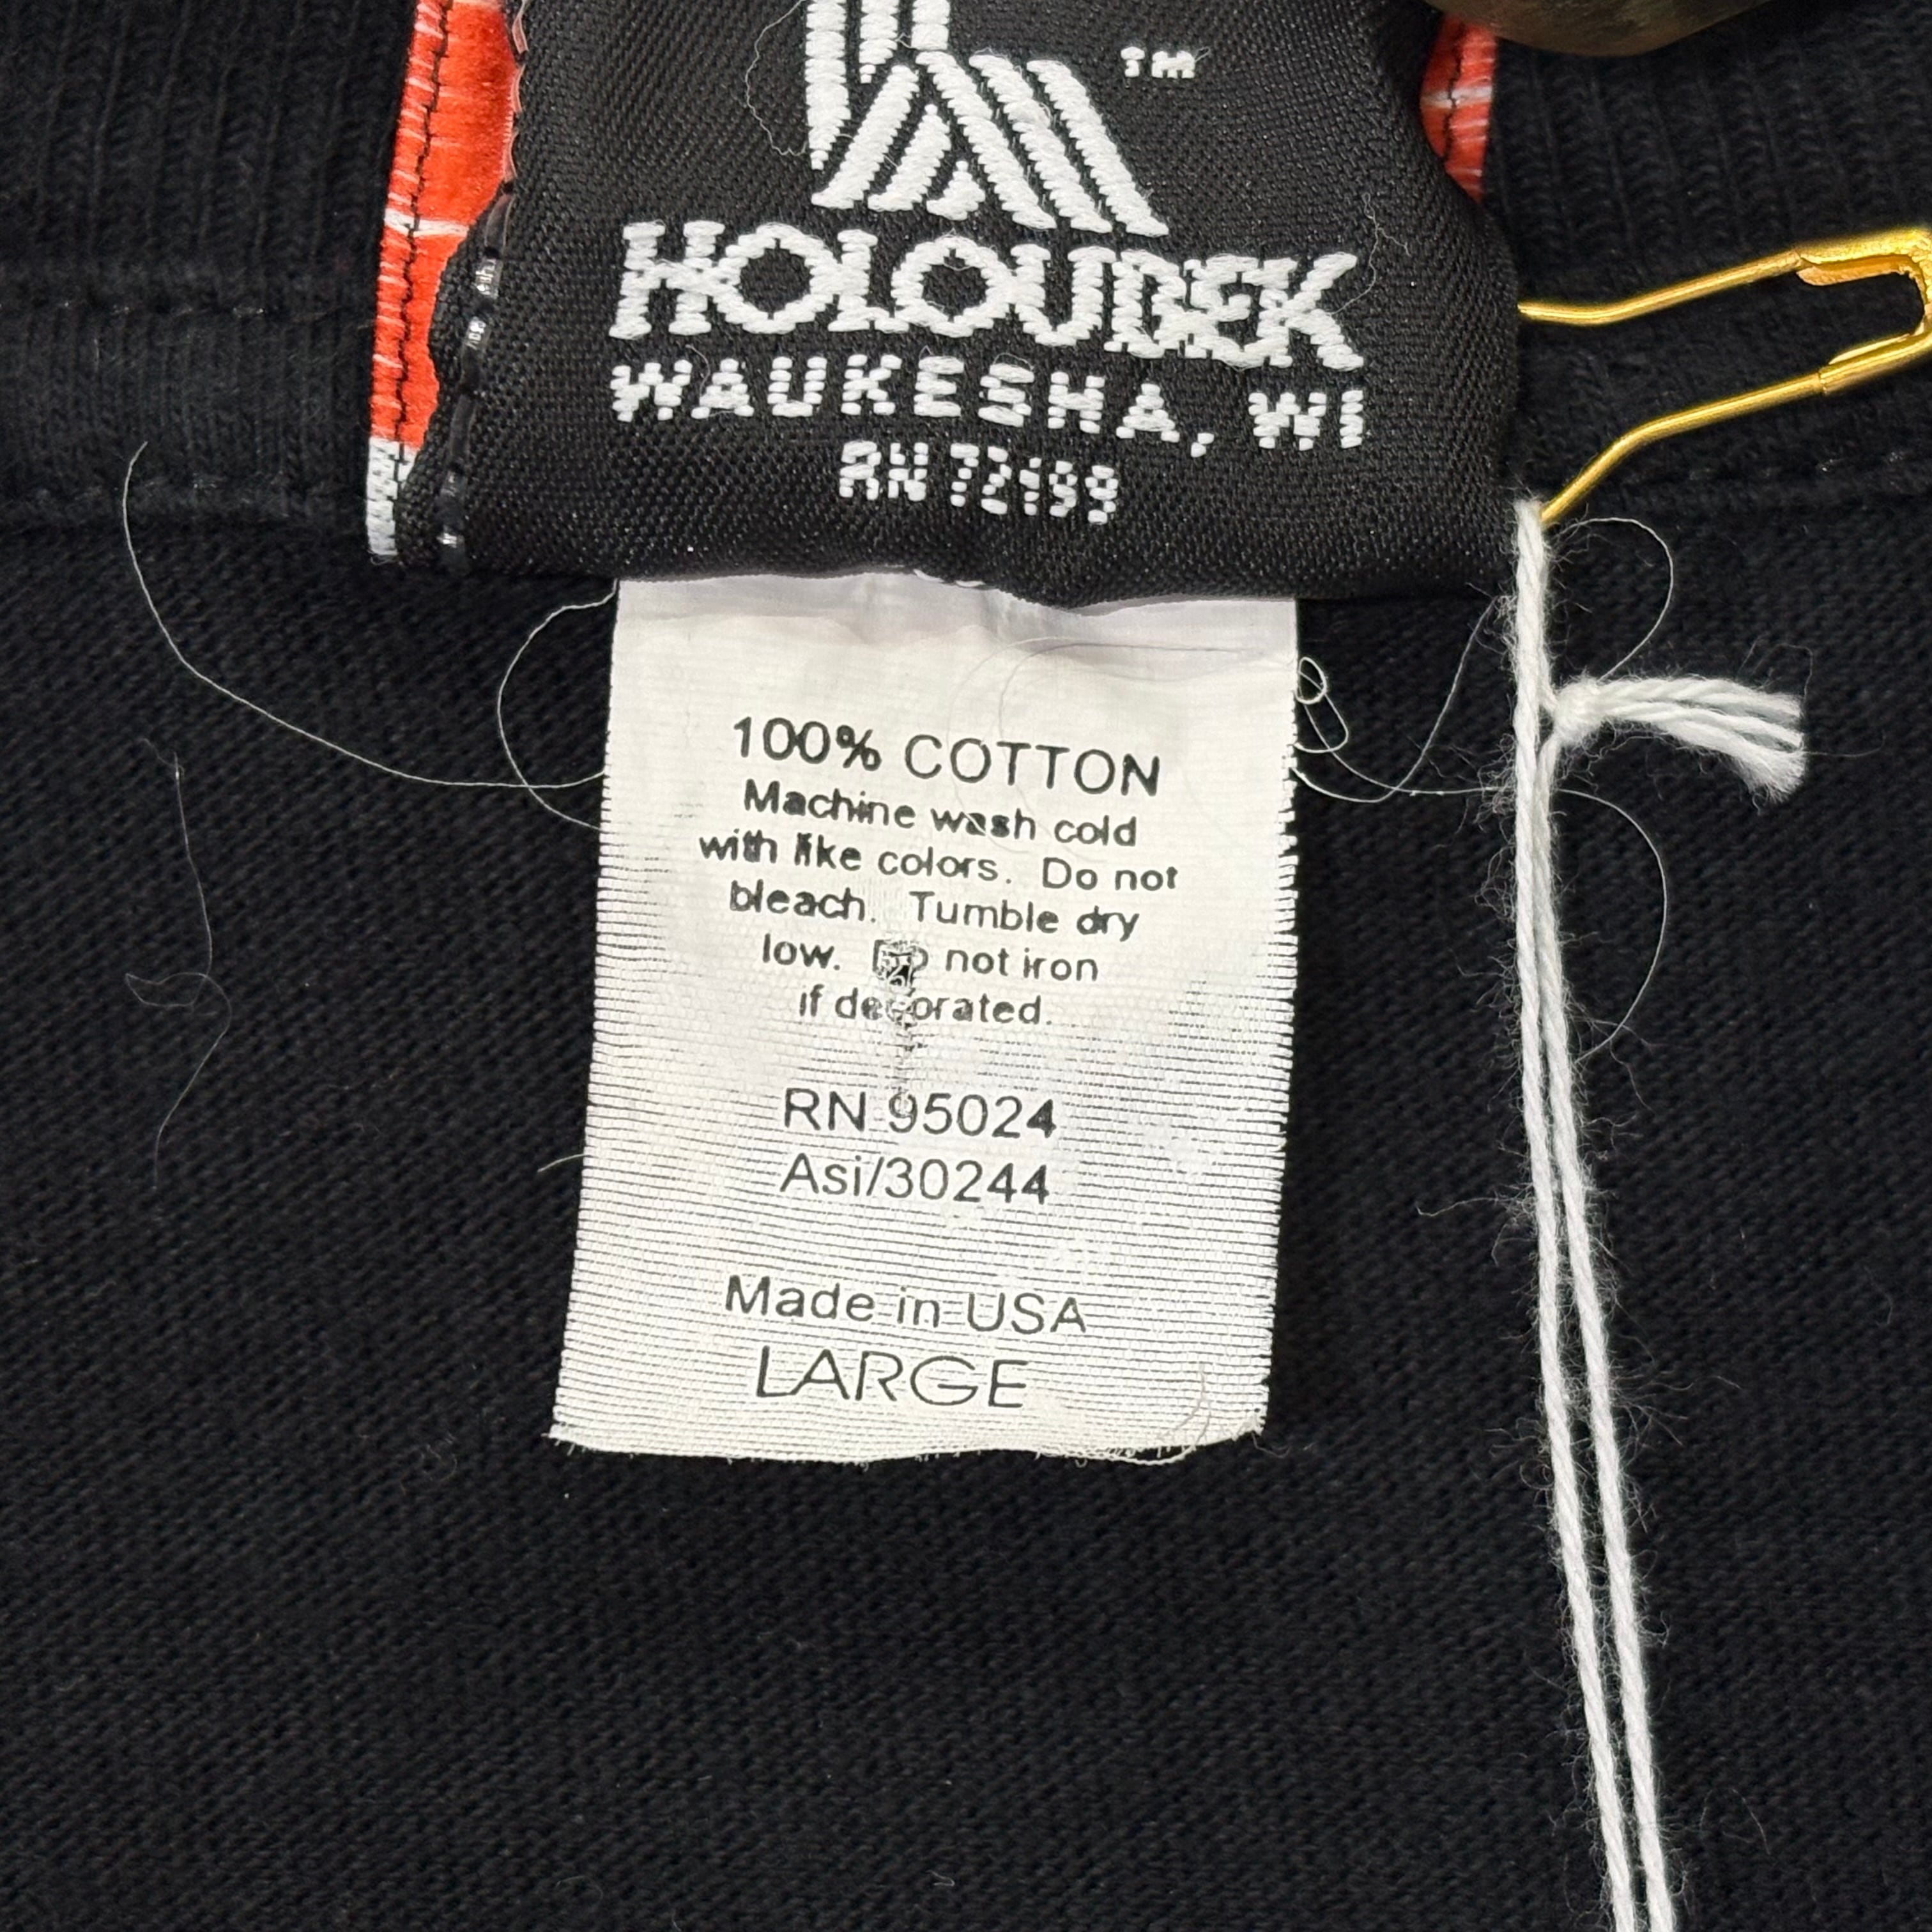 TM
HOLOUBEK
WAUKESHA, WI
RN 72199
100% COTTON
Machine wash cold
with like colors. Do not
bleach. Tumble dry
low. Do not iron
if decorated.
RN 95024
Asi/30244
Made in USA
LARGE